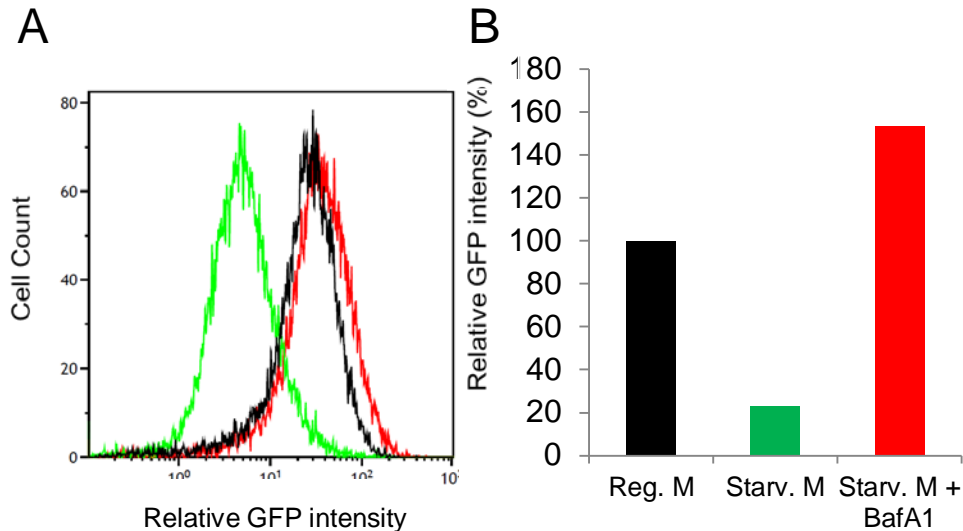 A
Cell Count
80
60
40
20
0
10⁰
10¹
10²
Relative GFP intensity
B
Relative GFP intensity (%)
180
160
140
120
100
80
60
40
20
0
Reg. M
Starv. M
Starv. M +
BafA1